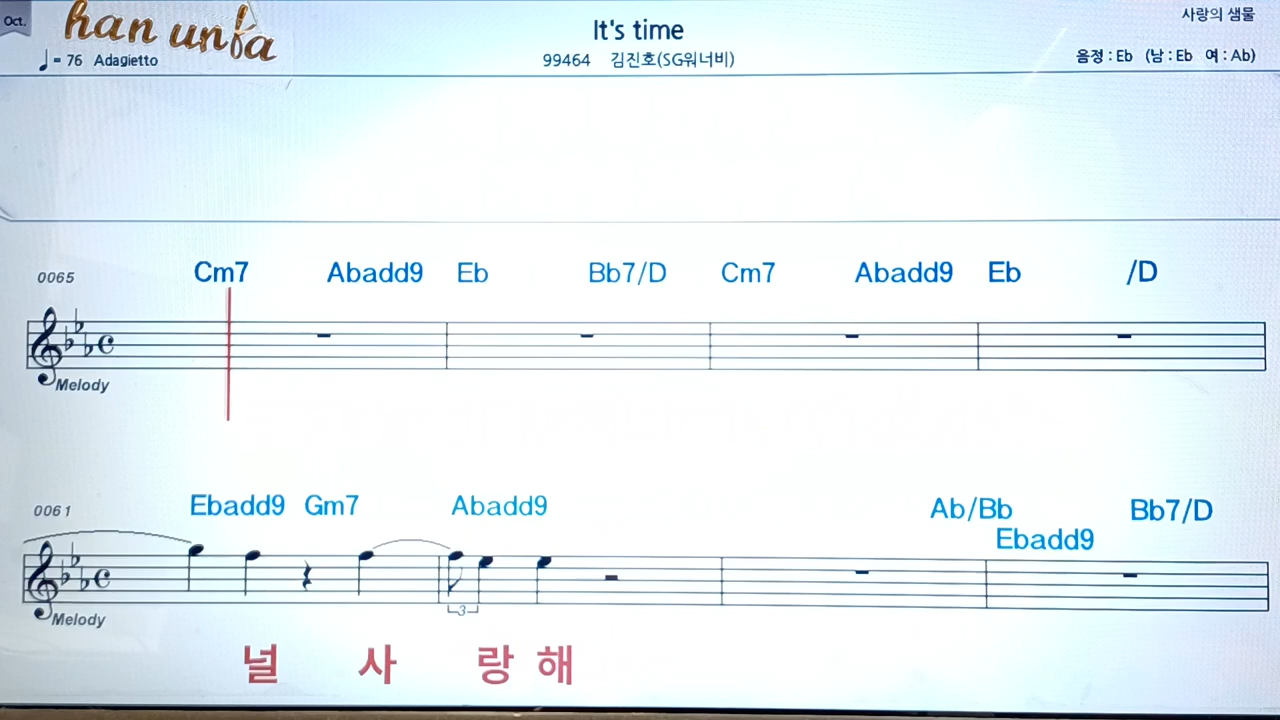 Oct.
han unfa
It's time
사랑의 샘물
♩= 76 Adagietto
99464 김진호(SG워너비)
음정 : Eb (남 : Eb 여 : Ab)
0065
Cm7 Abadd9 Eb Bb7/D Cm7 Abadd9 Eb /D
Melody
0061
Ebadd9 Gm7 Abadd9 Ab/Bb Bb7/D
Ebadd9
3
Melody
널 사 랑 해